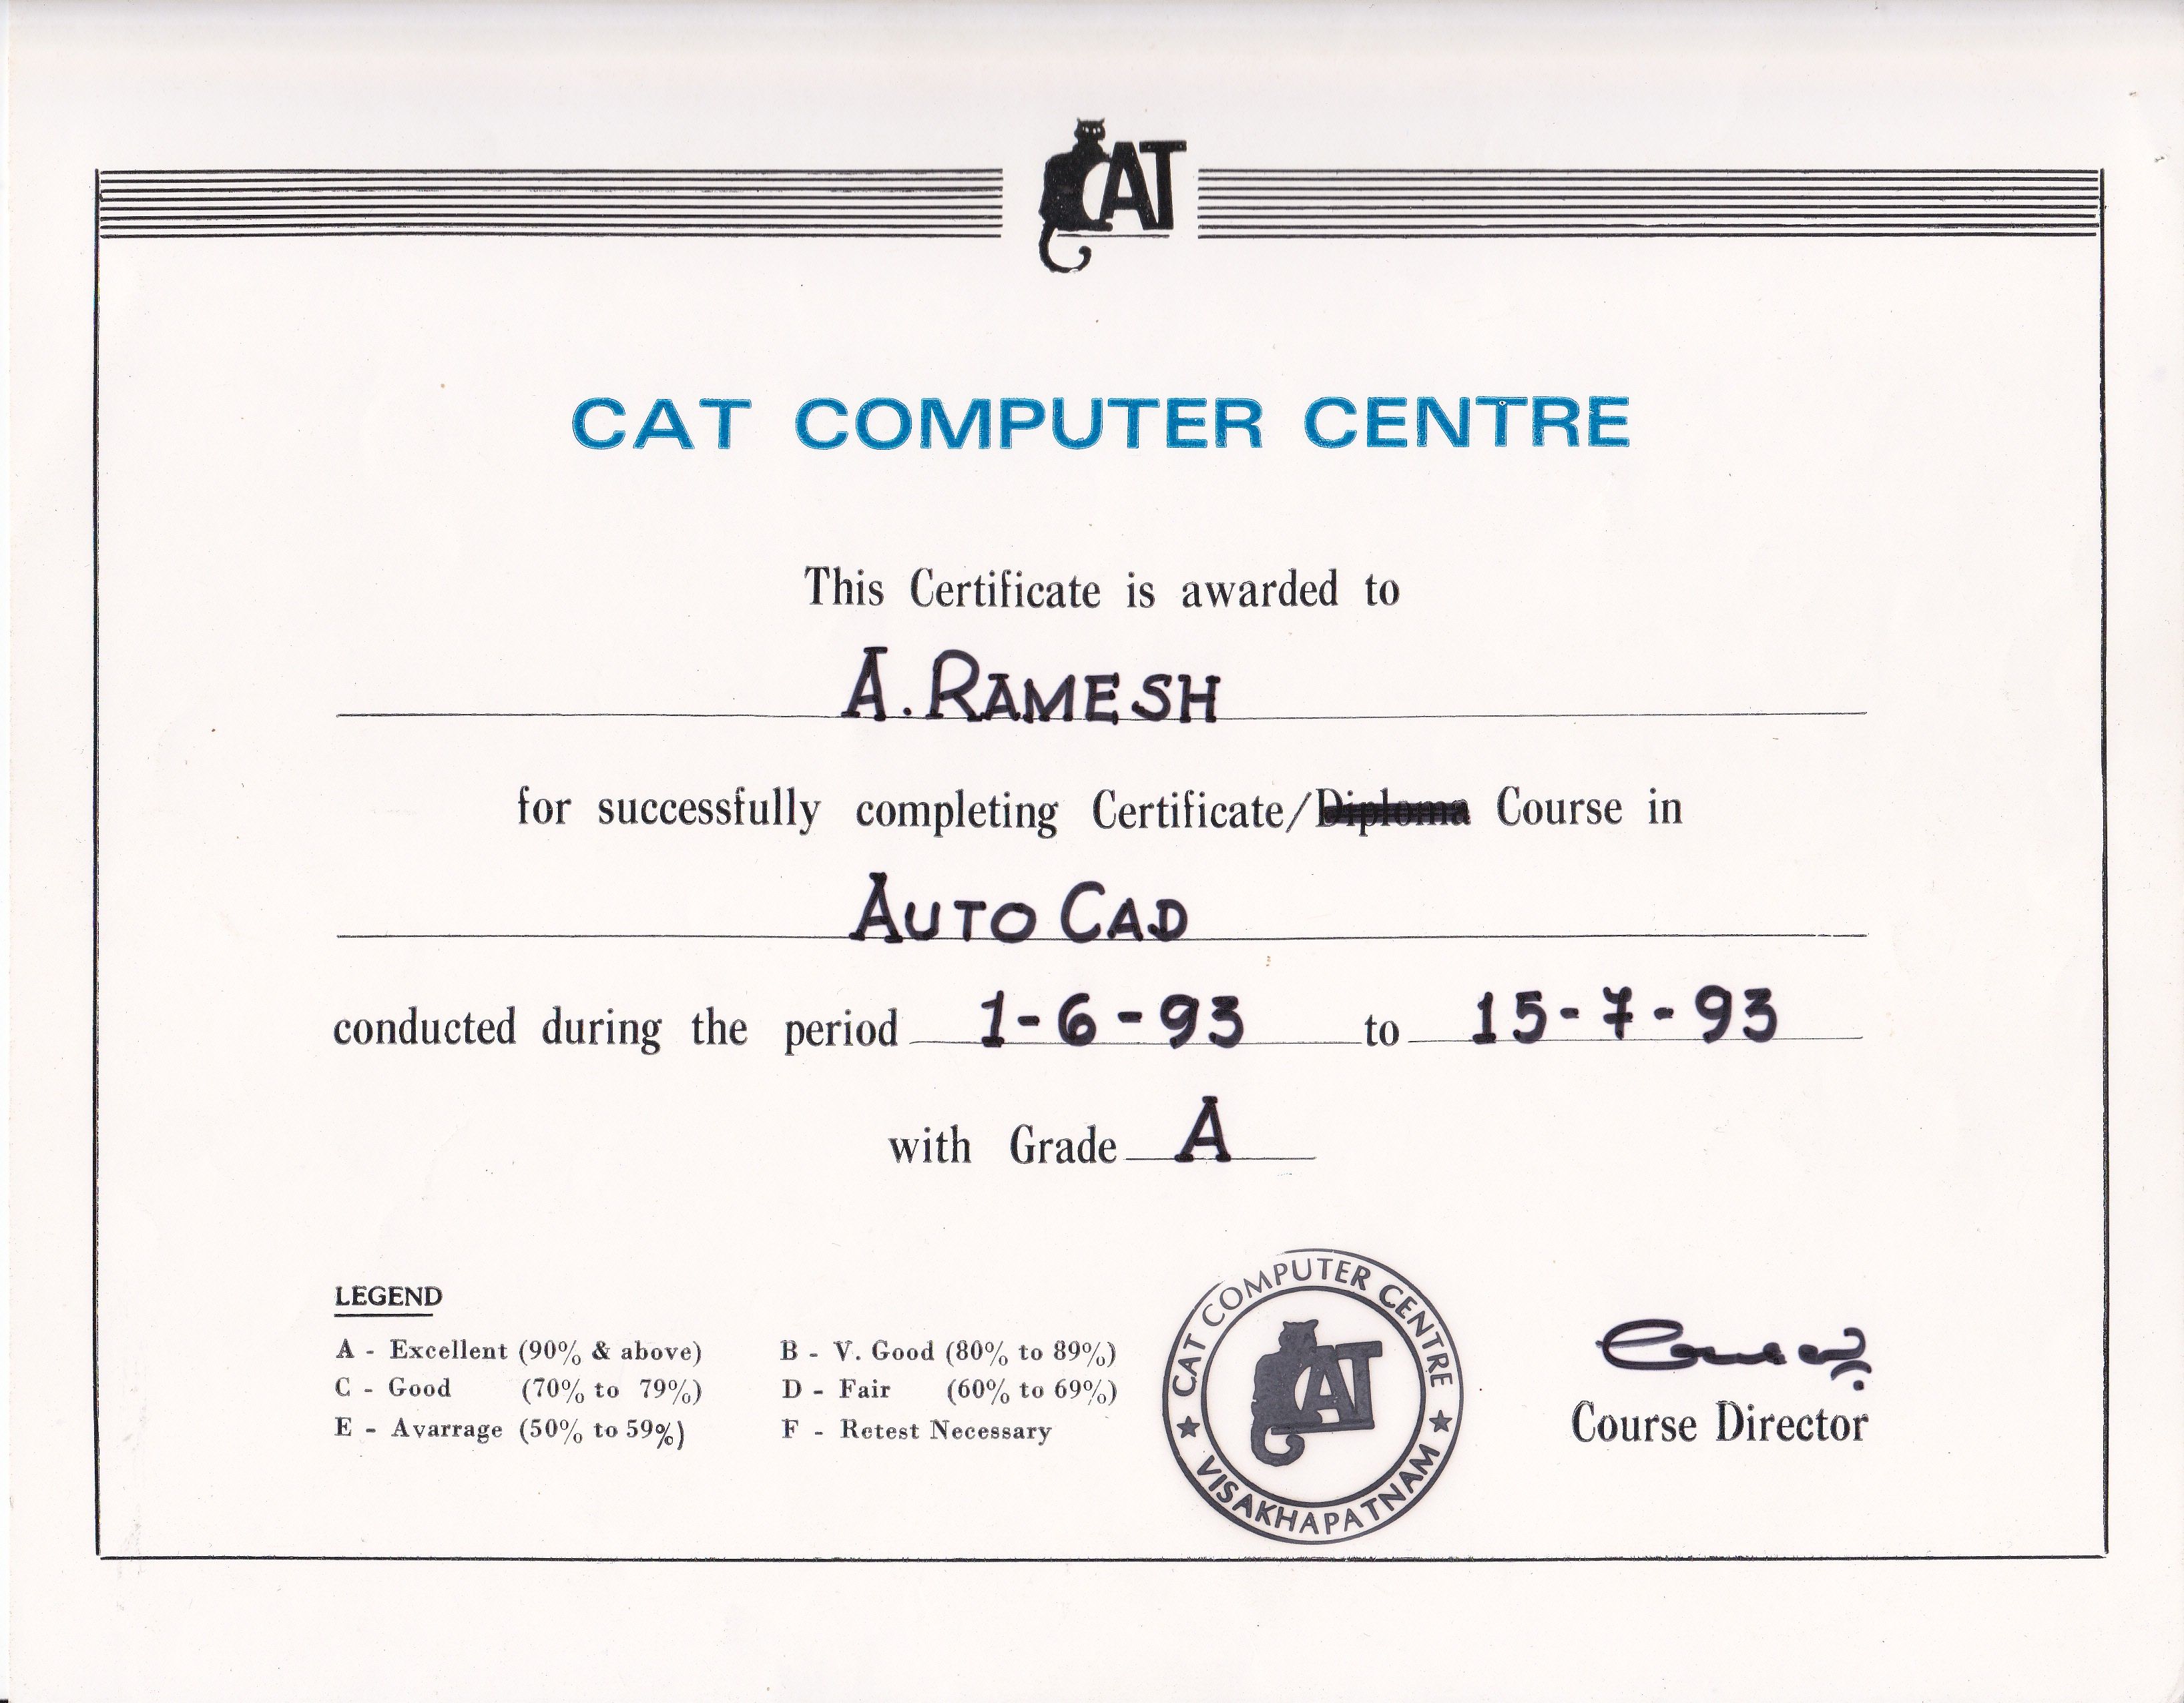 CAT
CAT COMPUTER CENTRE
This Certificate is awarded to
A. RAMESH
for successfully completing Certificate/Diploma Course in
AUTO CAD
conducted during the period 1-6-93 to 15-7-93
with Grade A
LEGEND
A - Excellent (90% & above) B - V. Good (80% to 89%)
C - Good (70% to 79%) D - Fair (60% to 69%)
E - Avarrage (50% to 59%) F - Retest Necessary
CAT COMPUTER CENTRE
CAT
★ VISAKHAPATNAM ★
Course Director